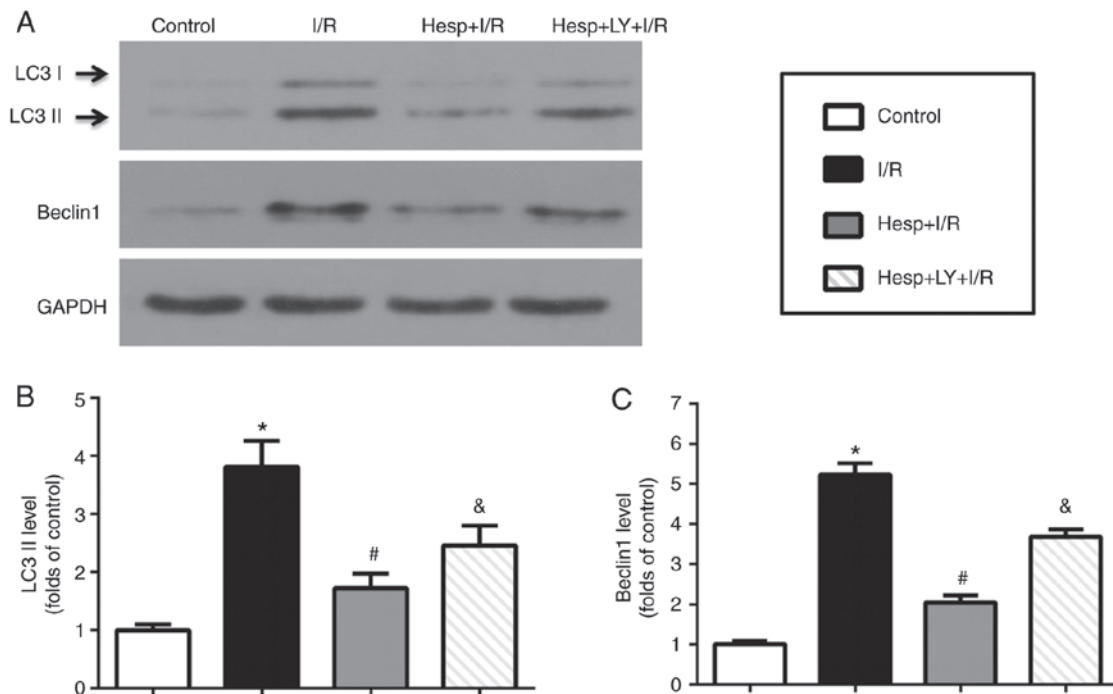 A
Control I/R Hesp+I/R Hesp+LY+I/R
LC3 I
LC3 II
Beclin1
GAPDH
Control
I/R
Hesp+I/R
Hesp+LY+I/R
B
LC3 II level
(folds of control)
5
4
3
2
1
0
*
#
&
C
Beclin1 level
(folds of control)
7
6
5
4
3
2
1
0
*
#
&